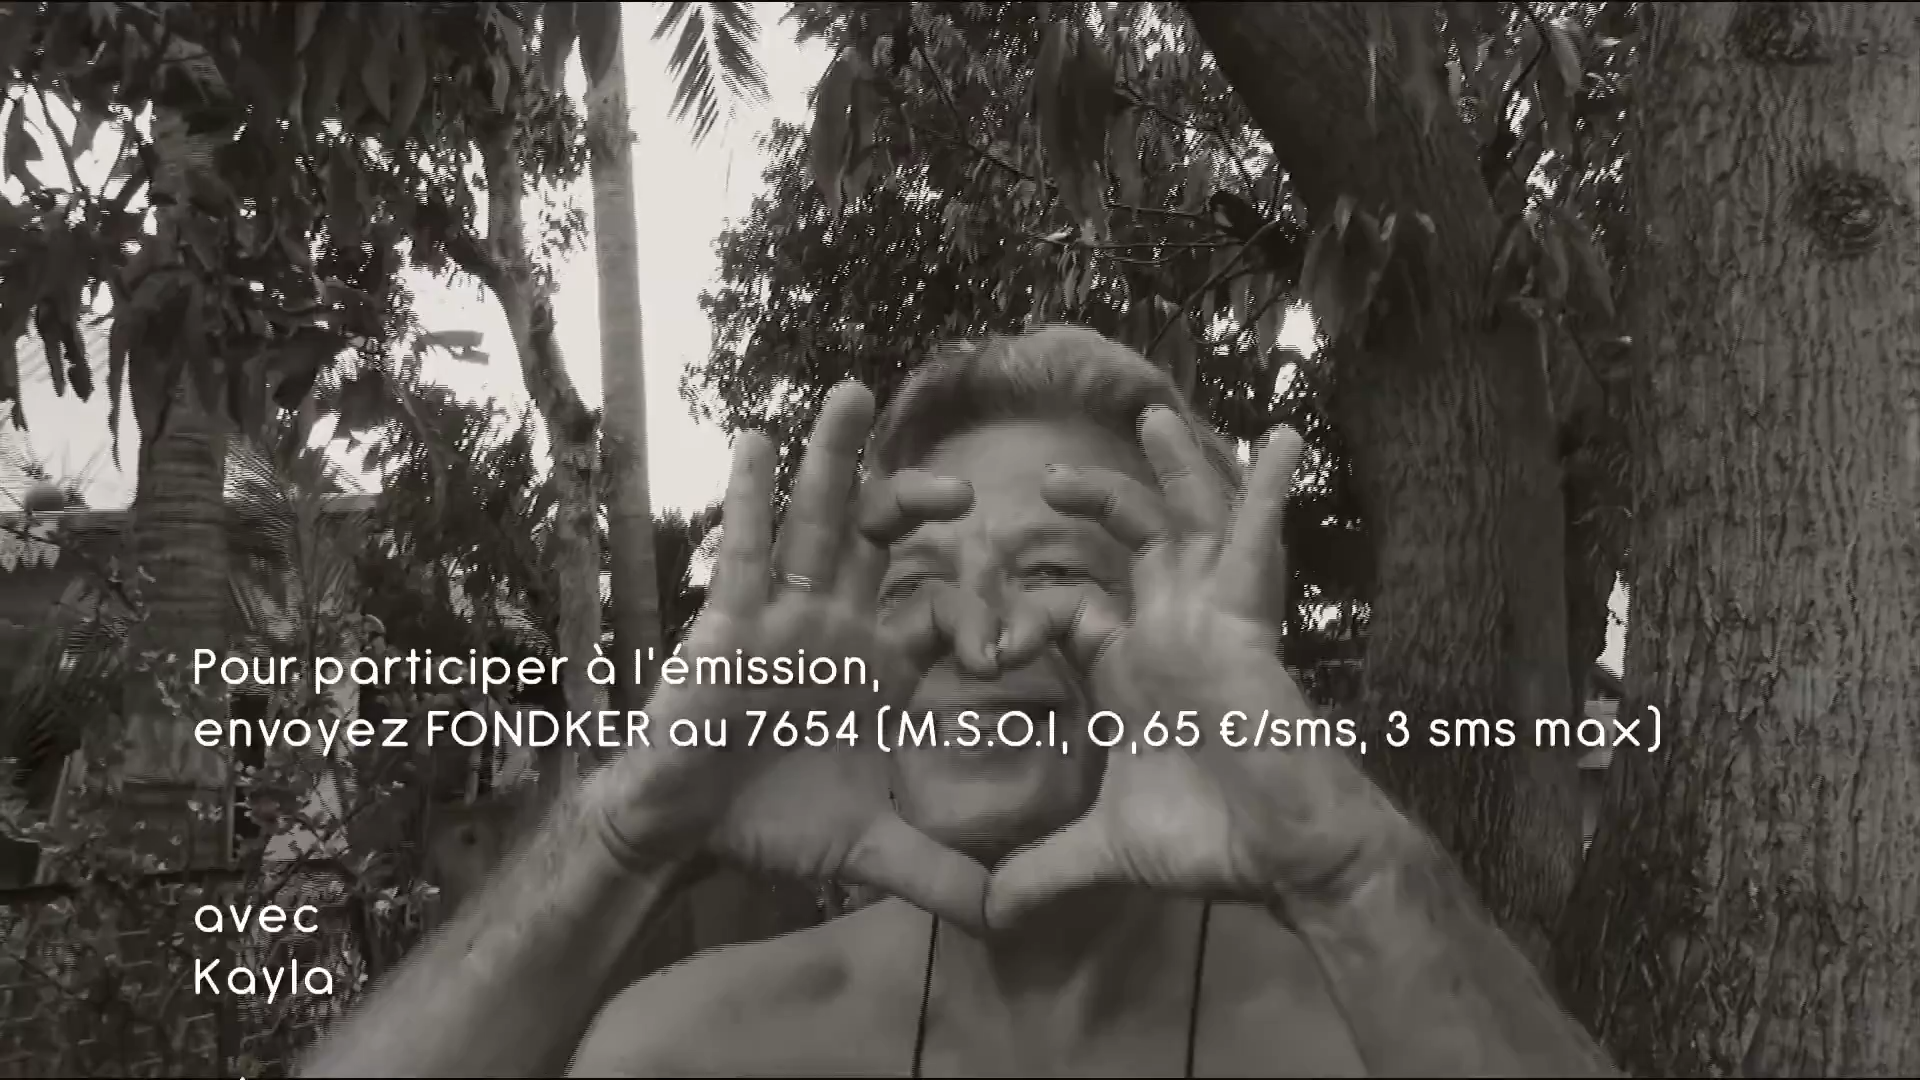 Pour participer à l'émission,
envoyez FONDKER au 7654 (M.S.O.I, 0,65 €/sms, 3 sms max)
avec
Kayla